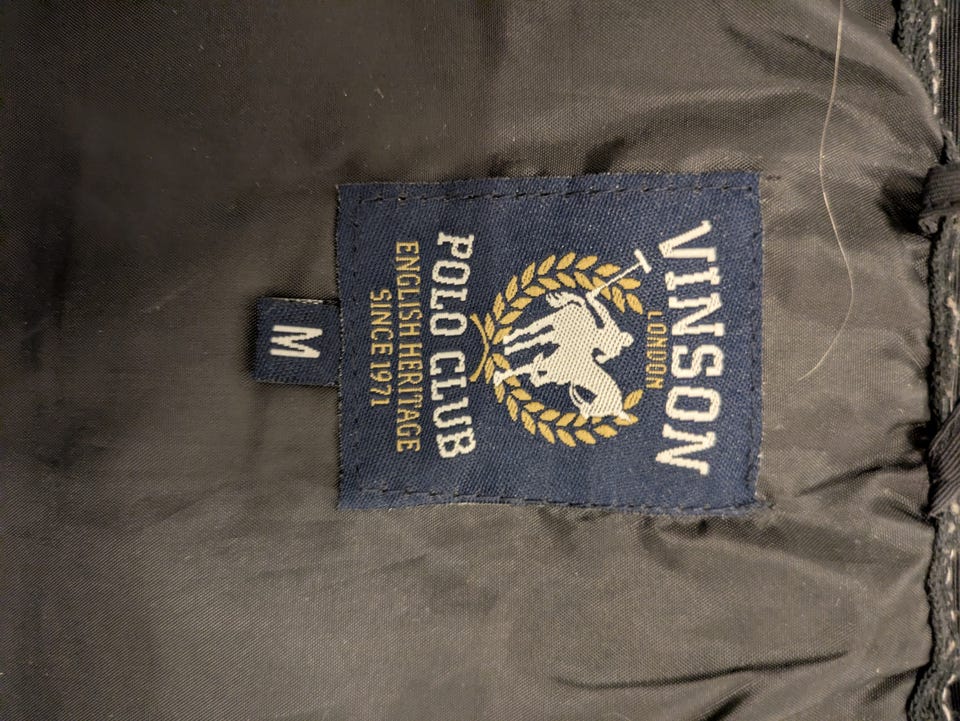 VINSON
LONDON
POLO CLUB
ENGLISH HERITAGE
SINCE 1971
M